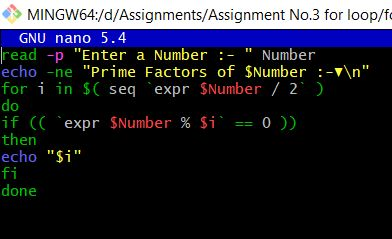 MINGW64:/d/Assignments/Assignment No.3 for loop/fo
GNU nano 5.4
read -p "Enter a Number :- " Number
echo -ne "Prime Factors of $Number :-▼\n"
for i in $( seq `expr $Number / 2` )
do
if (( `expr $Number % $i` == 0 ))
then
echo "$i"
fi
done